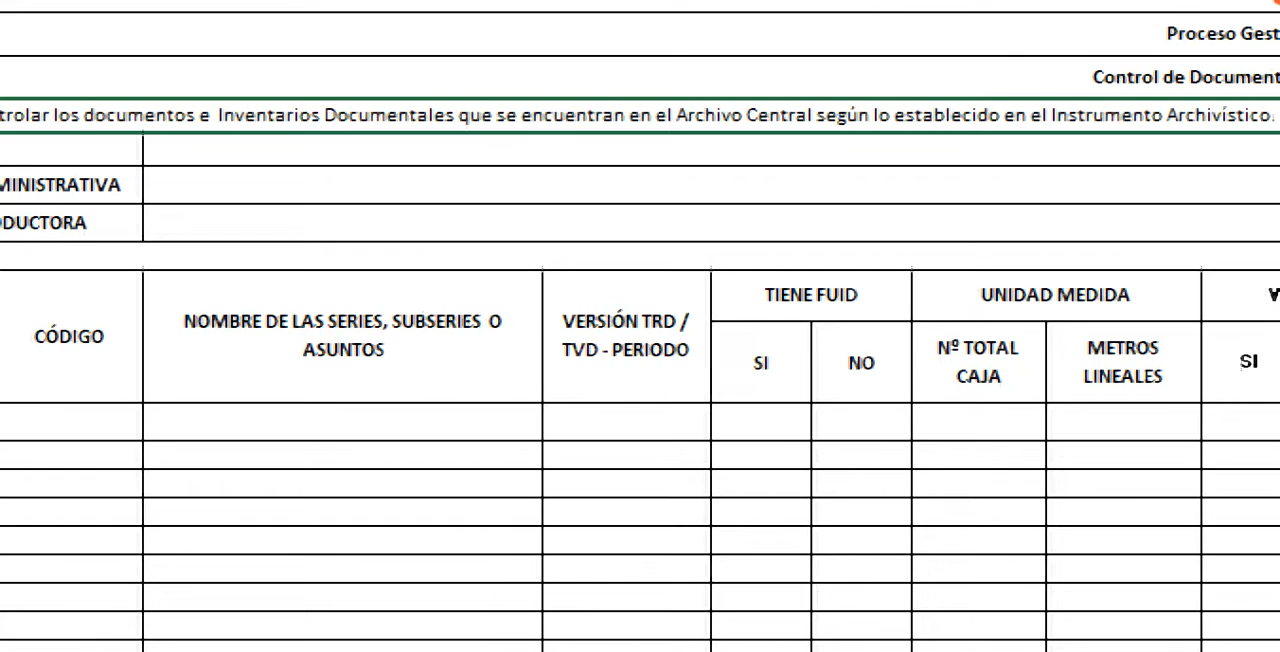 Proceso Gest
Control de Document
trolar los documentos e Inventarios Documentales que se encuentran en el Archivo Central según lo establecido en el Instrumento Archivístico.
MINISTRATIVA
ODUCTORA
CÓDIGO
NOMBRE DE LAS SERIES, SUBSERIES O
ASUNTOS
VERSIÓN TRD /
TVD - PERIODO
TIENE FUID
SI
NO
UNIDAD MEDIDA
Nº TOTAL
CAJA
METROS
LINEALES
SI